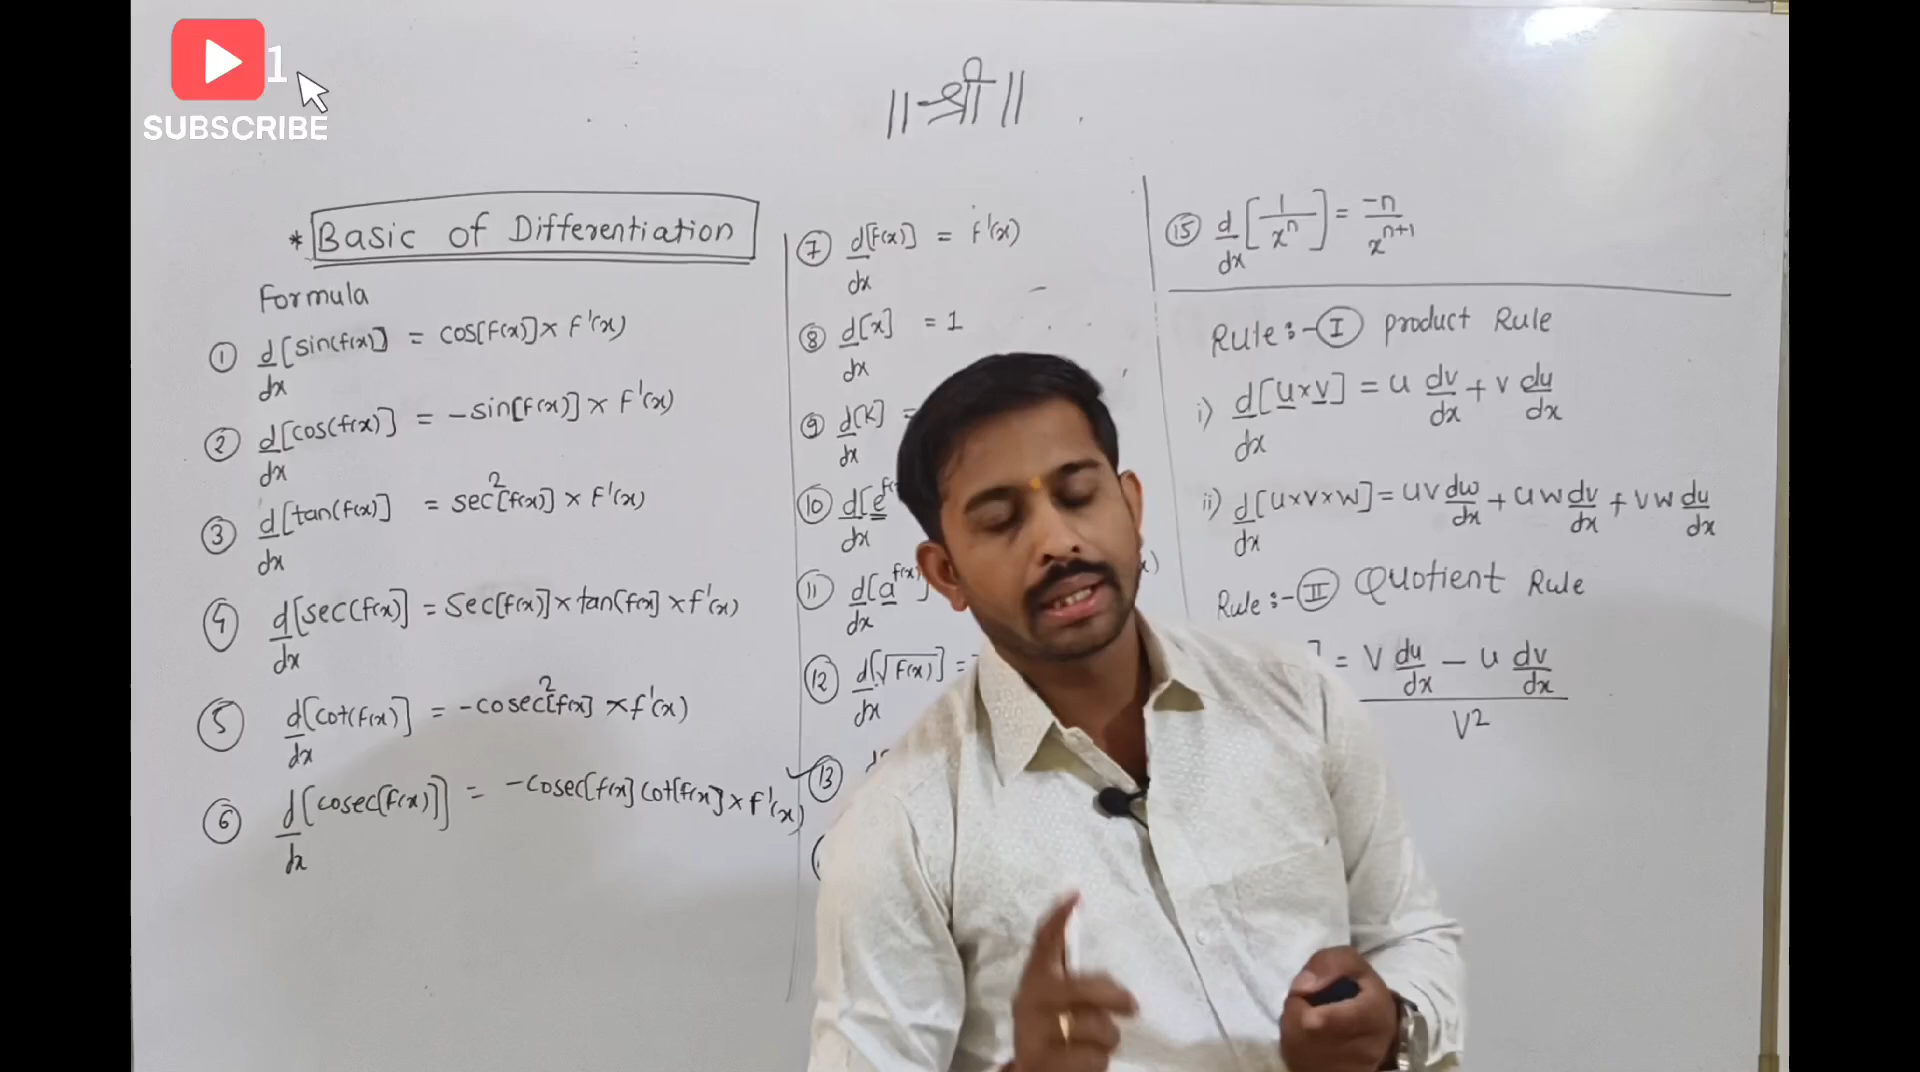 1
SUBSCRIBE
॥ श्री ॥
* Basic of Differentiation
Formula
① d/dx [sin(f(x)] = cos[f(x)] × f'(x)
② d/dx [cos(f(x)] = -sin[f(x)] × f'(x)
③ d/dx [tan(f(x)] = sec²[f(x)] × f'(x)
④ d/dx [sec(f(x)] = sec[f(x)] × tan[f(x] × f'(x)
⑤ d/dx [cot(f(x)] = -cosec²[f(x] × f'(x)
⑥ d/dx [cosec[f(x)]] = -cosec[f(x] cot[f(x] × f'(x)
⑦ d/dx [f(x)] = f'(x)
⑧ d/dx [x] = 1
⑨ d/dx [K] =
⑩ d/dx [e
⑪ d/dx [a^f(x)]
⑫ d/dx [√f(x)] =
⑬
⑮ d/dx [1/x^n] = -n/x^(n+1)
Rule :- Ⓘ product Rule
i) d/dx [u×v] = u dv/dx + v du/dx
ii) d/dx [u×v×w] = uv dw/dx + uw dv/dx + vw du/dx
Rule :- Ⓘ Ⓘ Quotient Rule
] = v du/dx - u dv/dx
v²